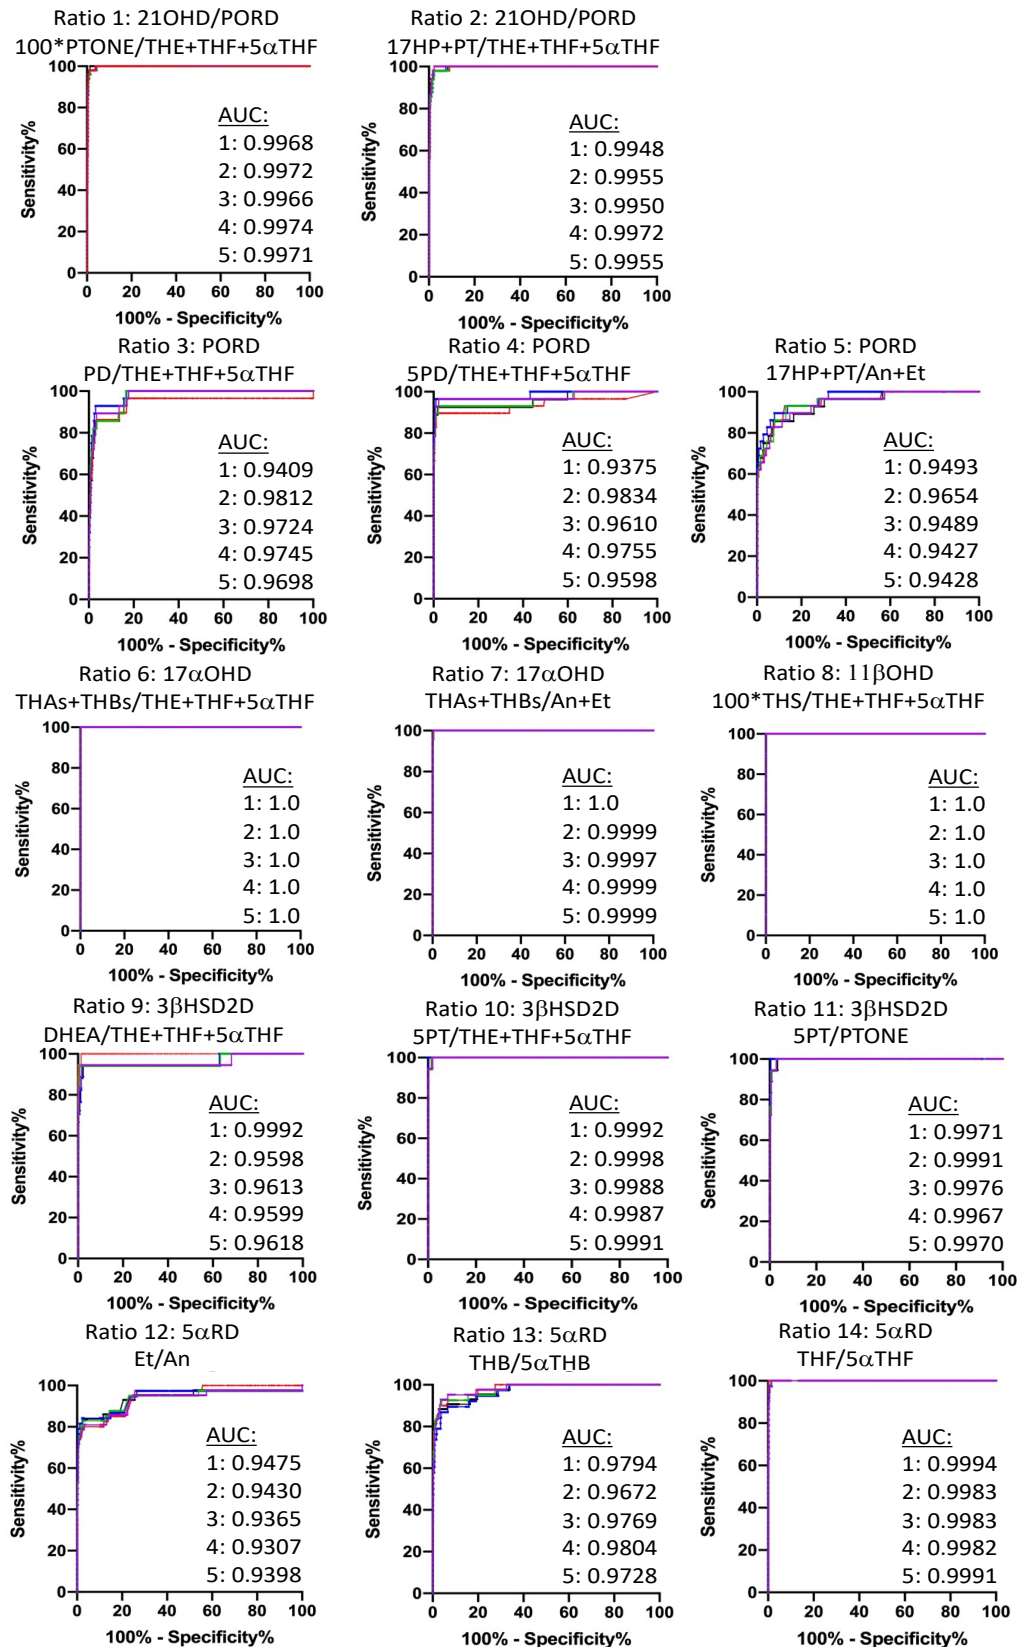 Ratio 1: 21OHD/PORD
100*PTONE/THE+THF+5αTHF
Sensitivity%
100
80
60
40
20
0
AUC:
1: 0.9968
2: 0.9972
3: 0.9966
4: 0.9974
5: 0.9971
0 20 40 60 80 100
100% - Specificity%
Ratio 2: 21OHD/PORD
17HP+PT/THE+THF+5αTHF
Sensitivity%
100
80
60
40
20
0
AUC:
1: 0.9948
2: 0.9955
3: 0.9950
4: 0.9972
5: 0.9955
0 20 40 60 80 100
100% - Specificity%
Ratio 3: PORD
PD/THE+THF+5αTHF
Sensitivity%
100
80
60
40
20
0
AUC:
1: 0.9409
2: 0.9812
3: 0.9724
4: 0.9745
5: 0.9698
0 20 40 60 80 100
100% - Specificity%
Ratio 4: PORD
5PD/THE+THF+5αTHF
Sensitivity%
100
80
60
40
20
0
AUC:
1: 0.9375
2: 0.9834
3: 0.9610
4: 0.9755
5: 0.9598
0 20 40 60 80 100
100% - Specificity%
Ratio 5: PORD
17HP+PT/An+Et
Sensitivity%
100
80
60
40
20
0
AUC:
1: 0.9493
2: 0.9654
3: 0.9489
4: 0.9427
5: 0.9428
0 20 40 60 80 100
100% - Specificity%
Ratio 6: 17αOHD
THAs+THBs/THE+THF+5αTHF
Sensitivity%
100
80
60
40
20
0
AUC:
1: 1.0
2: 1.0
3: 1.0
4: 1.0
5: 1.0
0 20 40 60 80 100
100% - Specificity%
Ratio 7: 17αOHD
THAs+THBs/An+Et
Sensitivity%
100
80
60
40
20
0
AUC:
1: 1.0
2: 0.9999
3: 0.9997
4: 0.9999
5: 0.9999
0 20 40 60 80 100
100% - Specificity%
Ratio 8: 11βOHD
100*THS/THE+THF+5αTHF
Sensitivity%
100
80
60
40
20
0
AUC:
1: 1.0
2: 1.0
3: 1.0
4: 1.0
5: 1.0
0 20 40 60 80 100
100% - Specificity%
Ratio 9: 3βHSD2D
DHEA/THE+THF+5αTHF
Sensitivity%
100
80
60
40
20
0
AUC:
1: 0.9992
2: 0.9598
3: 0.9613
4: 0.9599
5: 0.9618
0 20 40 60 80 100
100% - Specificity%
Ratio 10: 3βHSD2D
5PT/THE+THF+5αTHF
Sensitivity%
100
80
60
40
20
0
AUC:
1: 0.9992
2: 0.9998
3: 0.9988
4: 0.9987
5: 0.9991
0 20 40 60 80 100
100% - Specificity%
Ratio 11: 3βHSD2D
5PT/PTONE
Sensitivity%
100
80
60
40
20
0
AUC:
1: 0.9971
2: 0.9991
3: 0.9976
4: 0.9967
5: 0.9970
0 20 40 60 80 100
100% - Specificity%
Ratio 12: 5αRD
Et/An
Sensitivity%
100
80
60
40
20
0
AUC:
1: 0.9475
2: 0.9430
3: 0.9365
4: 0.9307
5: 0.9398
0 20 40 60 80 100
100% - Specificity%
Ratio 13: 5αRD
THB/5αTHB
Sensitivity%
100
80
60
40
20
0
AUC:
1: 0.9794
2: 0.9672
3: 0.9769
4: 0.9804
5: 0.9728
0 20 40 60 80 100
100% - Specificity%
Ratio 14: 5αRD
THF/5αTHF
Sensitivity%
100
80
60
40
20
0
AUC:
1: 0.9994
2: 0.9983
3: 0.9983
4: 0.9982
5: 0.9991
0 20 40 60 80 100
100% - Specificity%